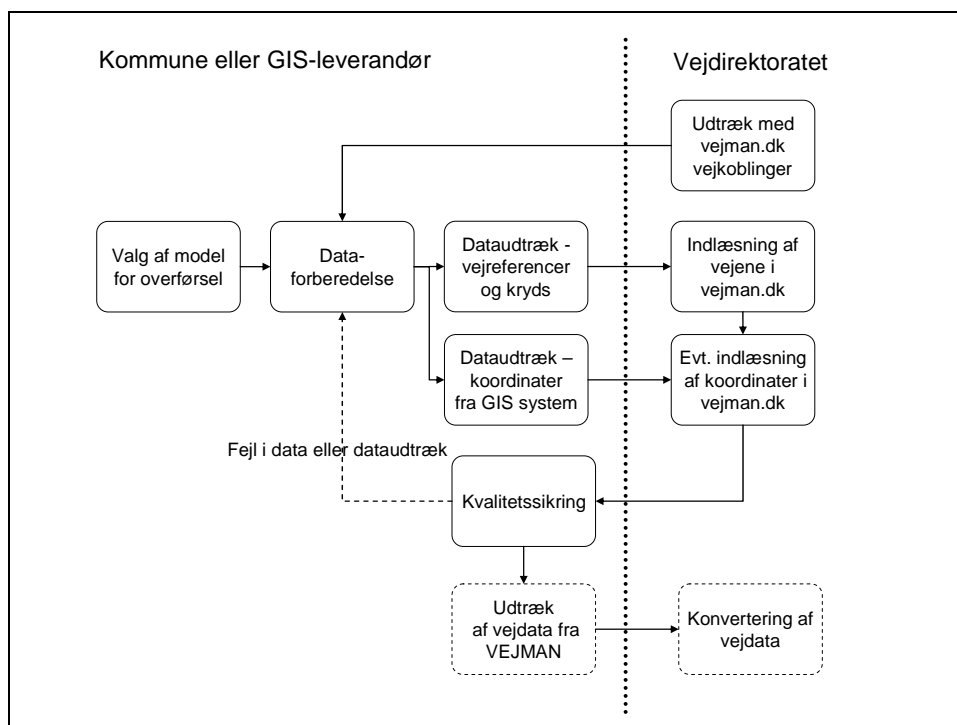 Kommune eller GIS-leverandør
Vejdirektoratet
Udtræk med
vejman.dk
vejkoblinger
Valg af model
for overførsel
Data-
forberedelse
Dataudtræk -
vejreferencer
og kryds
Indlæsning af
vejene i
vejman.dk
Dataudtræk –
koordinater
fra GIS system
Evt. indlæsning
af koordinater i
vejman.dk
Fejl i data eller dataudtræk
Kvalitetssikring
Udtræk
af vejdata fra
VEJMAN
Konvertering af
vejdata